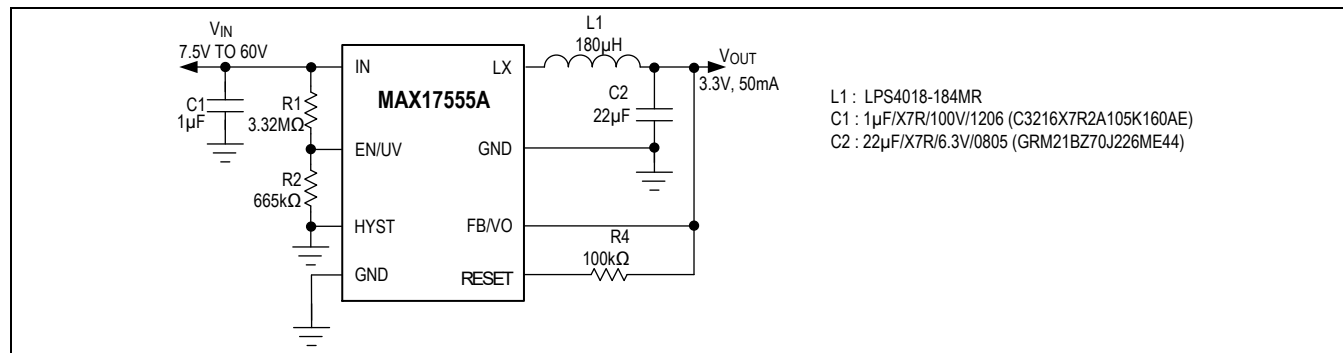 VIN
7.5V TO 60V
C1
1µF
R1
3.32MΩ
R2
665kΩ
IN
EN/UV
HYST
GND
MAX17555A
LX
GND
FB/VO
RESET
L1
180µH
C2
22µF
R4
100kΩ
VOUT
3.3V, 50mA
L1 : LPS4018-184MR
C1 : 1µF/X7R/100V/1206 (C3216X7R2A105K160AE)
C2 : 22µF/X7R/6.3V/0805 (GRM21BZ70J226ME44)